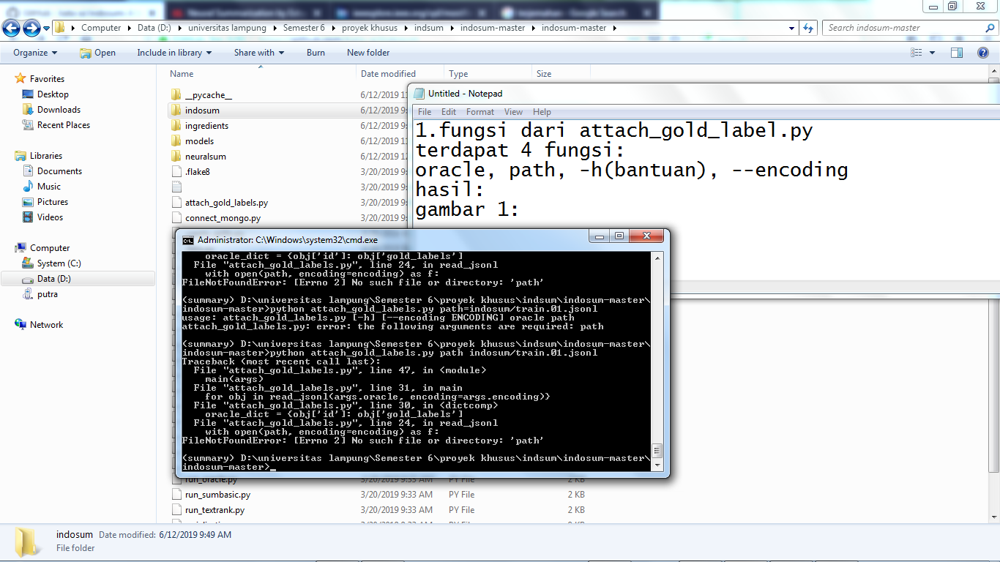 Computer Data (D:) universitas lampung Semester 6 proyek khusus indsum indosum-master indosum-master
Search indosum-master
Organize Open Include in library Share with Burn New folder
Name Date modified Type Size
Favorites
Desktop
Downloads
Recent Places
Libraries
Documents
Music
Pictures
Videos
Computer
System (C:)
Data (D:)
putra
Network
__pycache__ 6/12/2019 11
indosum 6/12/2019 9:
ingredients 6/12/2019 9:
models 6/12/2019 11
neuralsum 6/12/2019 12
.flake8 3/20/2019 9:
3/20/2019 9:
attach_gold_labels.py 3/20/2019 9:
connect_mongo.py 3/20/2019 9:
Untitled - Notepad
File Edit Format View Help
1.fungsi dari attach_gold_label.py
terdapat 4 fungsi:
oracle, path, -h(bantuan), --encoding
hasil:
gambar 1:
Administrator: C:\Windows\system32\cmd.exe
oracle_dict = {obj['id']: obj['gold_labels']
File "attach_gold_labels.py", line 24, in read_jsonl
with open(path, encoding=encoding) as f:
FileNotFoundError: [Errno 2] No such file or directory: 'path'
(summary) D:\universitas lampung\Semester 6\proyek khusus\indsum\indosum-master\
indosum-master>python attach_gold_labels.py path=indosum/train.01.jsonl
usage: attach_gold_labels.py [-h] [--encoding ENCODING] oracle path
attach_gold_labels.py: error: the following arguments are required: path
(summary) D:\universitas lampung\Semester 6\proyek khusus\indsum\indosum-master\
indosum-master>python attach_gold_labels.py path indosum/train.01.jsonl
Traceback (most recent call last):
File "attach_gold_labels.py", line 47, in <module>
main(args)
File "attach_gold_labels.py", line 31, in main
for obj in read_jsonl(args.oracle, encoding=args.encoding)}
File "attach_gold_labels.py", line 30, in <dictcomp>
oracle_dict = {obj['id']: obj['gold_labels']
File "attach_gold_labels.py", line 24, in read_jsonl
with open(path, encoding=encoding) as f:
FileNotFoundError: [Errno 2] No such file or directory: 'path'
(summary) D:\universitas lampung\Semester 6\proyek khusus\indsum\indosum-master\
indosum-master>_
run_oracle.py 3/20/2019 9:33 AM PY File 2 KB
run_sumbasic.py 3/20/2019 9:33 AM PY File 2 KB
run_textrank.py 3/20/2019 9:33 AM PY File 2 KB
indosum Date modified: 6/12/2019 9:49 AM
File folder